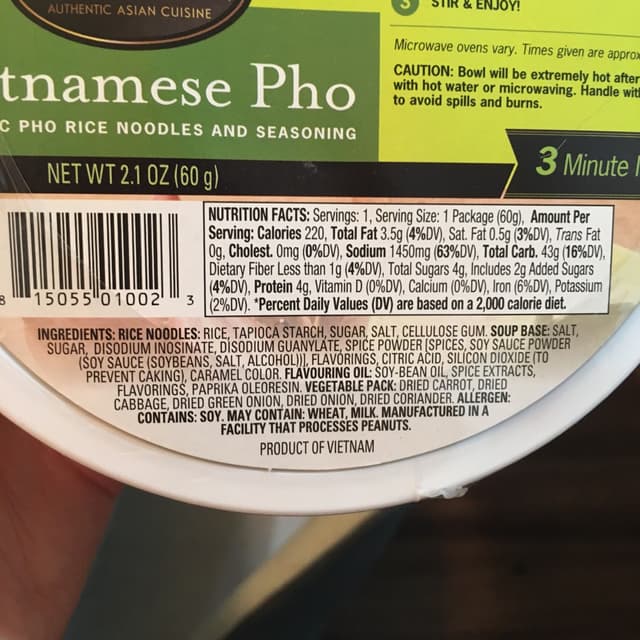 AUTHENTIC ASIAN CUISINE
3 STIR & ENJOY!
tnamese Pho
C PHO RICE NOODLES AND SEASONING
Microwave ovens vary. Times given are approx
CAUTION: Bowl will be extremely hot after
with hot water or microwaving. Handle wit
to avoid spills and burns.
NET WT 2.1 OZ (60 g)
3 Minute
NUTRITION FACTS: Servings: 1, Serving Size: 1 Package (60g), Amount Per
Serving: Calories 220, Total Fat 3.5g (4%DV), Sat. Fat 0.5g (3%DV), Trans Fat
0g, Cholest. 0mg (0%DV), Sodium 1450mg (63%DV), Total Carb. 43g (16%DV),
Dietary Fiber Less than 1g (4%DV), Total Sugars 4g, Includes 2g Added Sugars
(4%DV), Protein 4g, Vitamin D (0%DV), Calcium (0%DV), Iron (6%DV), Potassium
(2%DV). *Percent Daily Values (DV) are based on a 2,000 calorie diet.
8 15055 01002 3
INGREDIENTS: RICE NOODLES: RICE, TAPIOCA STARCH, SUGAR, SALT, CELLULOSE GUM. SOUP BASE: SALT,
SUGAR, DISODIUM INOSINATE, DISODIUM GUANYLATE, SPICE POWDER [SPICES, SOY SAUCE POWDER
(SOY SAUCE (SOYBEANS, SALT, ALCOHOL))], FLAVORINGS, CITRIC ACID, SILICON DIOXIDE (TO
PREVENT CAKING), CARAMEL COLOR. FLAVOURING OIL: SOY-BEAN OIL, SPICE EXTRACTS,
FLAVORINGS, PAPRIKA OLEORESIN. VEGETABLE PACK: DRIED CARROT, DRIED
CABBAGE, DRIED GREEN ONION, DRIED ONION, DRIED CORIANDER. ALLERGEN:
CONTAINS: SOY. MAY CONTAIN: WHEAT, MILK. MANUFACTURED IN A
FACILITY THAT PROCESSES PEANUTS.
PRODUCT OF VIETNAM